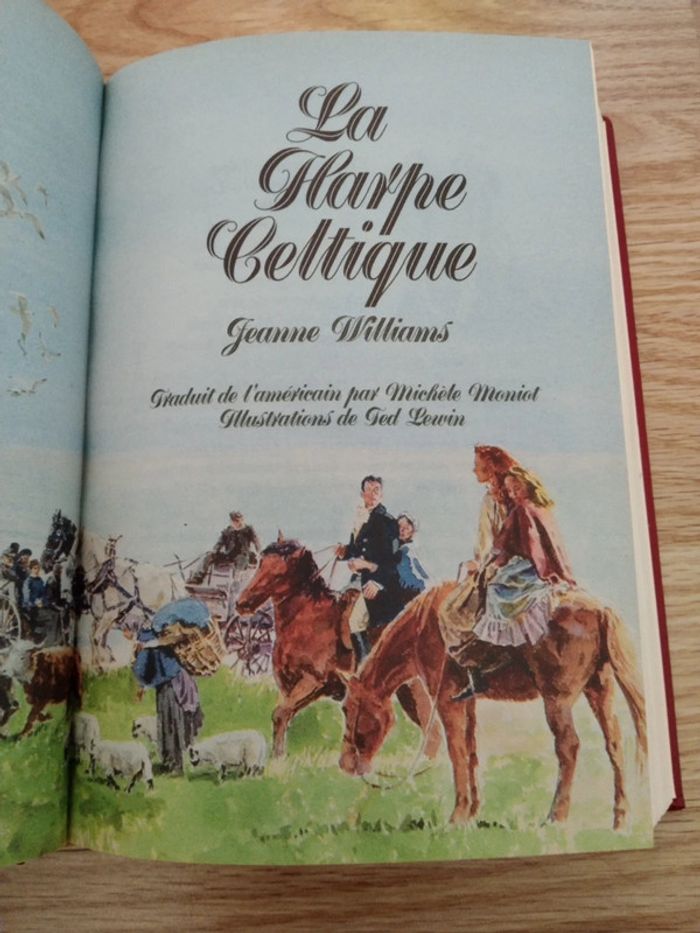 La
Harpe
Celtique
Jeanne Williams
Traduit de l'américain par Michèle Moniot
Illustrations de Ted Lewin